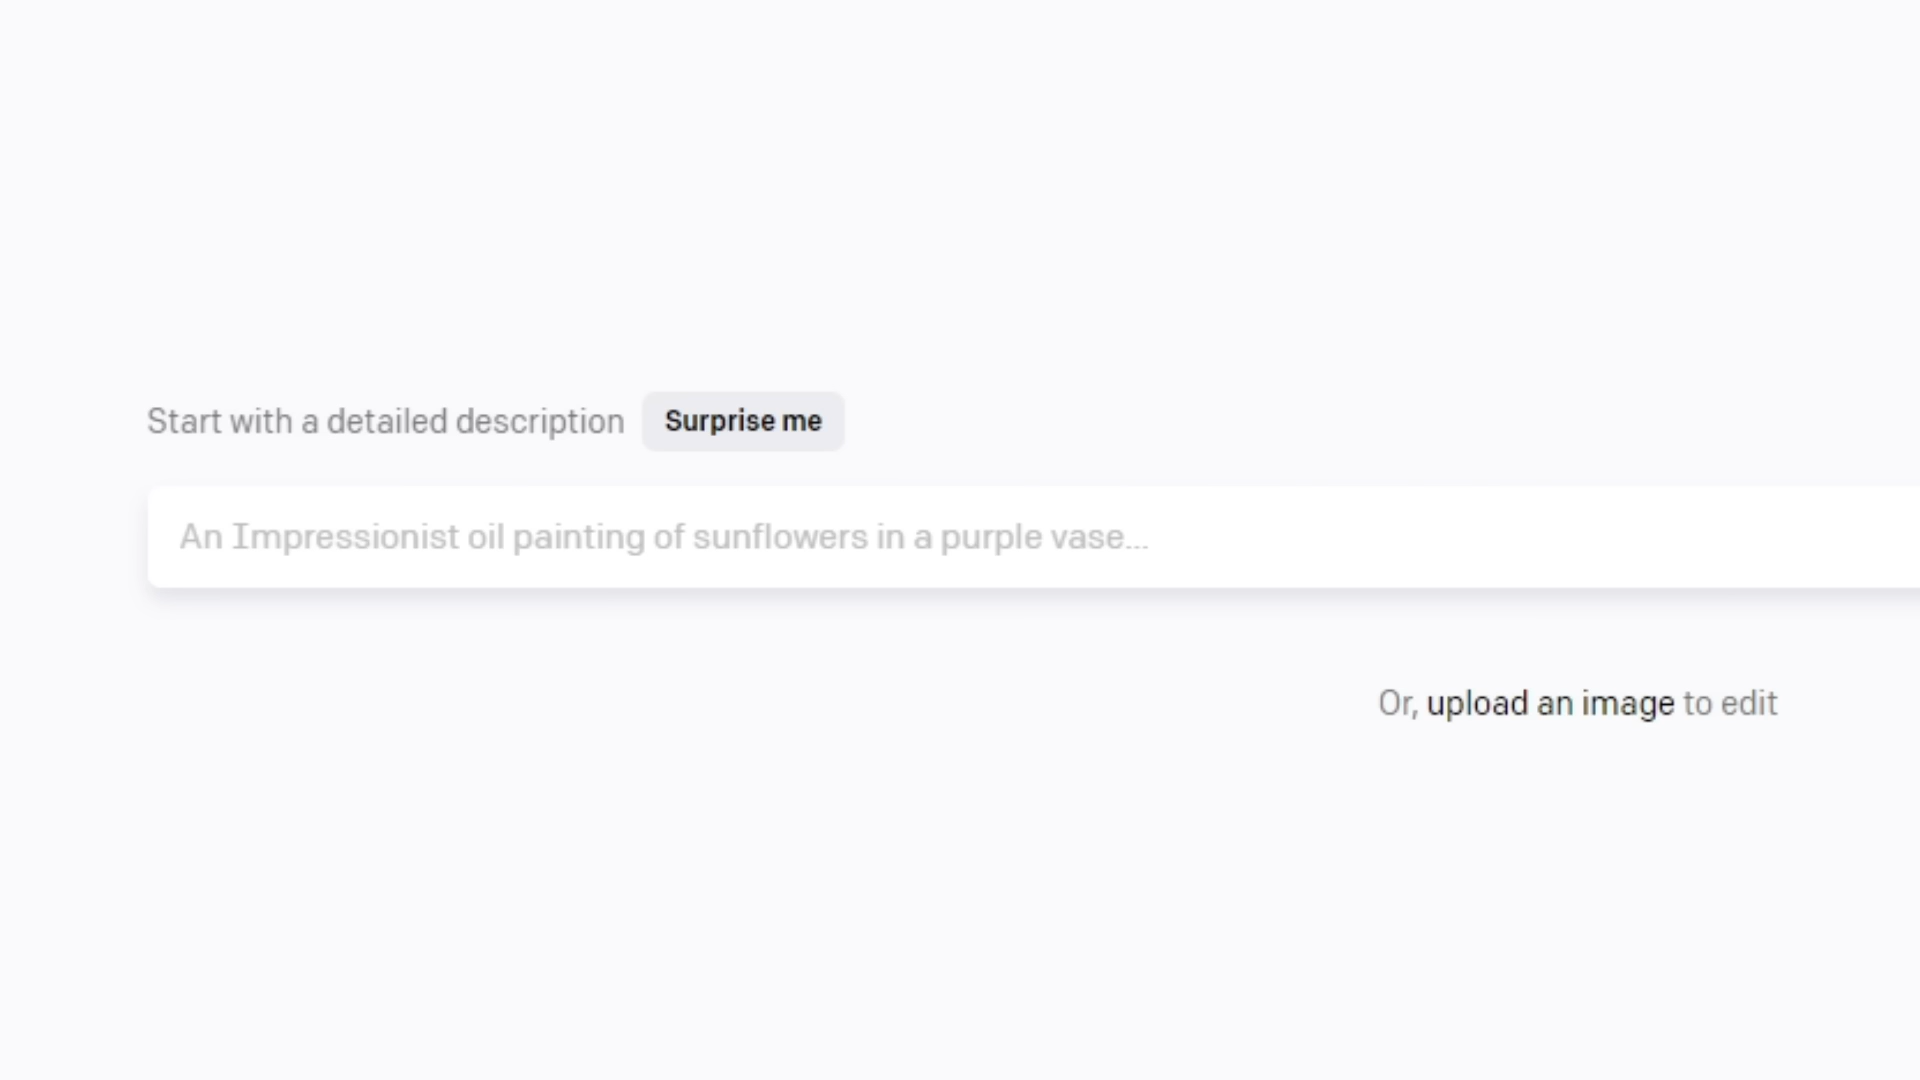 Start with a detailed description Surprise me
An Impressionist oil painting of sunflowers in a purple vase...
Or, upload an image to edit